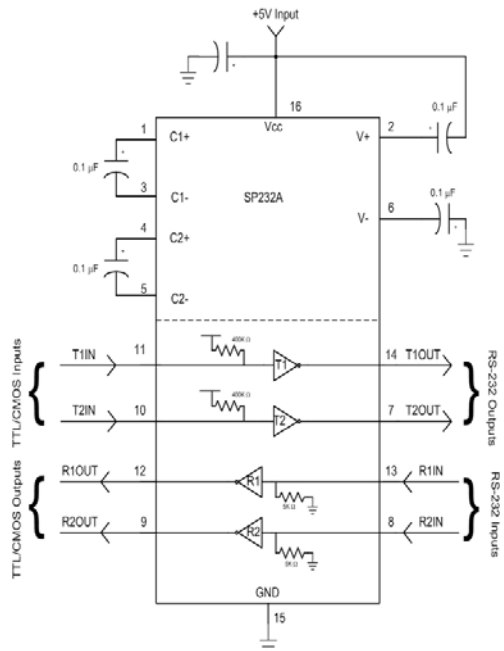 +5V Input
16
Vcc
1
C1+
V+
2
0.1 µF
0.1 µF
3
C1-
SP232A
0.1 µF
4
C2+
V-
6
0.1 µF
5
C2-
400K Ω
T1IN
11
T1
14
T1OUT
400K Ω
T2IN
10
T2
7
T2OUT
TTL/CMOS Inputs
RS-232 Outputs
R1OUT
12
R1
13
R1IN
5K Ω
R2OUT
9
R2
8
R2IN
5K Ω
TTL/CMOS Outputs
RS-232 Inputs
GND
15